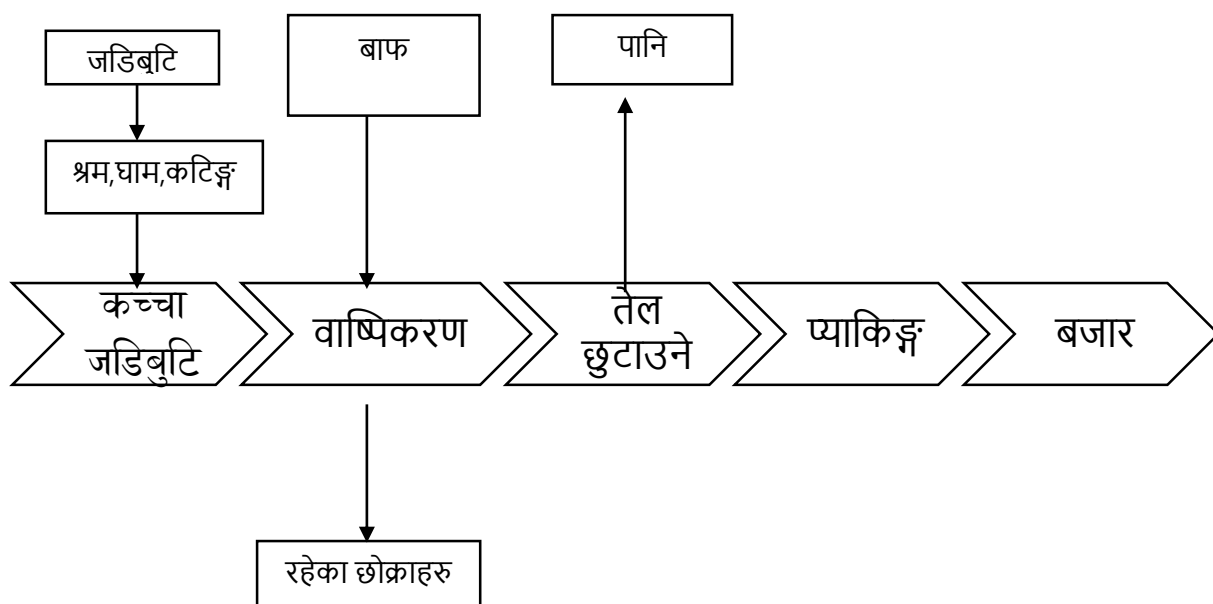 जडिबुटि
बाफ
पानि
श्रम,घाम,कटिङ्ग
कच्चा
जडिबुटि
वाष्पिकरण
तेल
छुटाउने
प्याकिङ्ग
बजार
रहेका छोक्राहरु